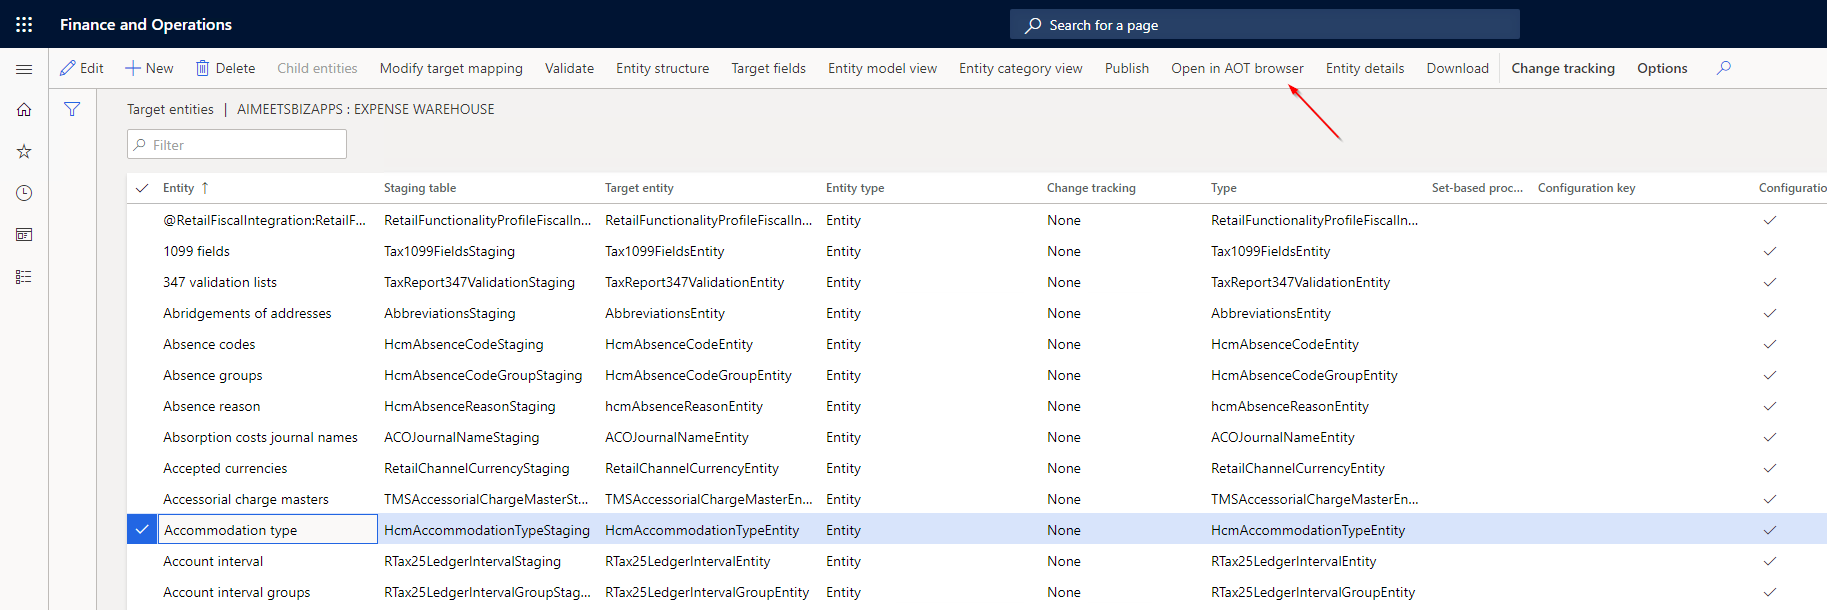 Finance and Operations
Search for a page
Edit New Delete Child entities Modify target mapping Validate Entity structure Target fields Entity model view Entity category view Publish Open in AOT browser Entity details Download Change tracking Options
Target entities | AIMEETSBIZAPPS : EXPENSE WAREHOUSE
Filter
Entity ↑ Staging table Target entity Entity type Change tracking Type Set-based proc... Configuration key Configuratio
@RetailFiscalIntegration:RetailF... RetailFunctionalityProfileFiscalIn... RetailFunctionalityProfileFiscalIn... Entity None RetailFunctionalityProfileFiscalIn...
1099 fields Tax1099FieldsStaging Tax1099FieldsEntity Entity None Tax1099FieldsEntity
347 validation lists TaxReport347ValidationStaging TaxReport347ValidationEntity Entity None TaxReport347ValidationEntity
Abridgements of addresses AbbreviationsStaging AbbreviationsEntity Entity None AbbreviationsEntity
Absence codes HcmAbsenceCodeStaging HcmAbsenceCodeEntity Entity None HcmAbsenceCodeEntity
Absence groups HcmAbsenceCodeGroupStaging HcmAbsenceCodeGroupEntity Entity None HcmAbsenceCodeGroupEntity
Absence reason HcmAbsenceReasonStaging hcmAbsenceReasonEntity Entity None hcmAbsenceReasonEntity
Absorption costs journal names ACOJournalNameStaging ACOJournalNameEntity Entity None ACOJournalNameEntity
Accepted currencies RetailChannelCurrencyStaging RetailChannelCurrencyEntity Entity None RetailChannelCurrencyEntity
Accessorial charge masters TMSAccessorialChargeMasterSt... TMSAccessorialChargeMasterEn... Entity None TMSAccessorialChargeMasterEn...
Accommodation type HcmAccommodationTypeStaging HcmAccommodationTypeEntity Entity None HcmAccommodationTypeEntity
Account interval RTax25LedgerIntervalStaging RTax25LedgerIntervalEntity Entity None RTax25LedgerIntervalEntity
Account interval groups RTax25LedgerIntervalGroupStag... RTax25LedgerIntervalGroupEntity Entity None RTax25LedgerIntervalGroupEntity